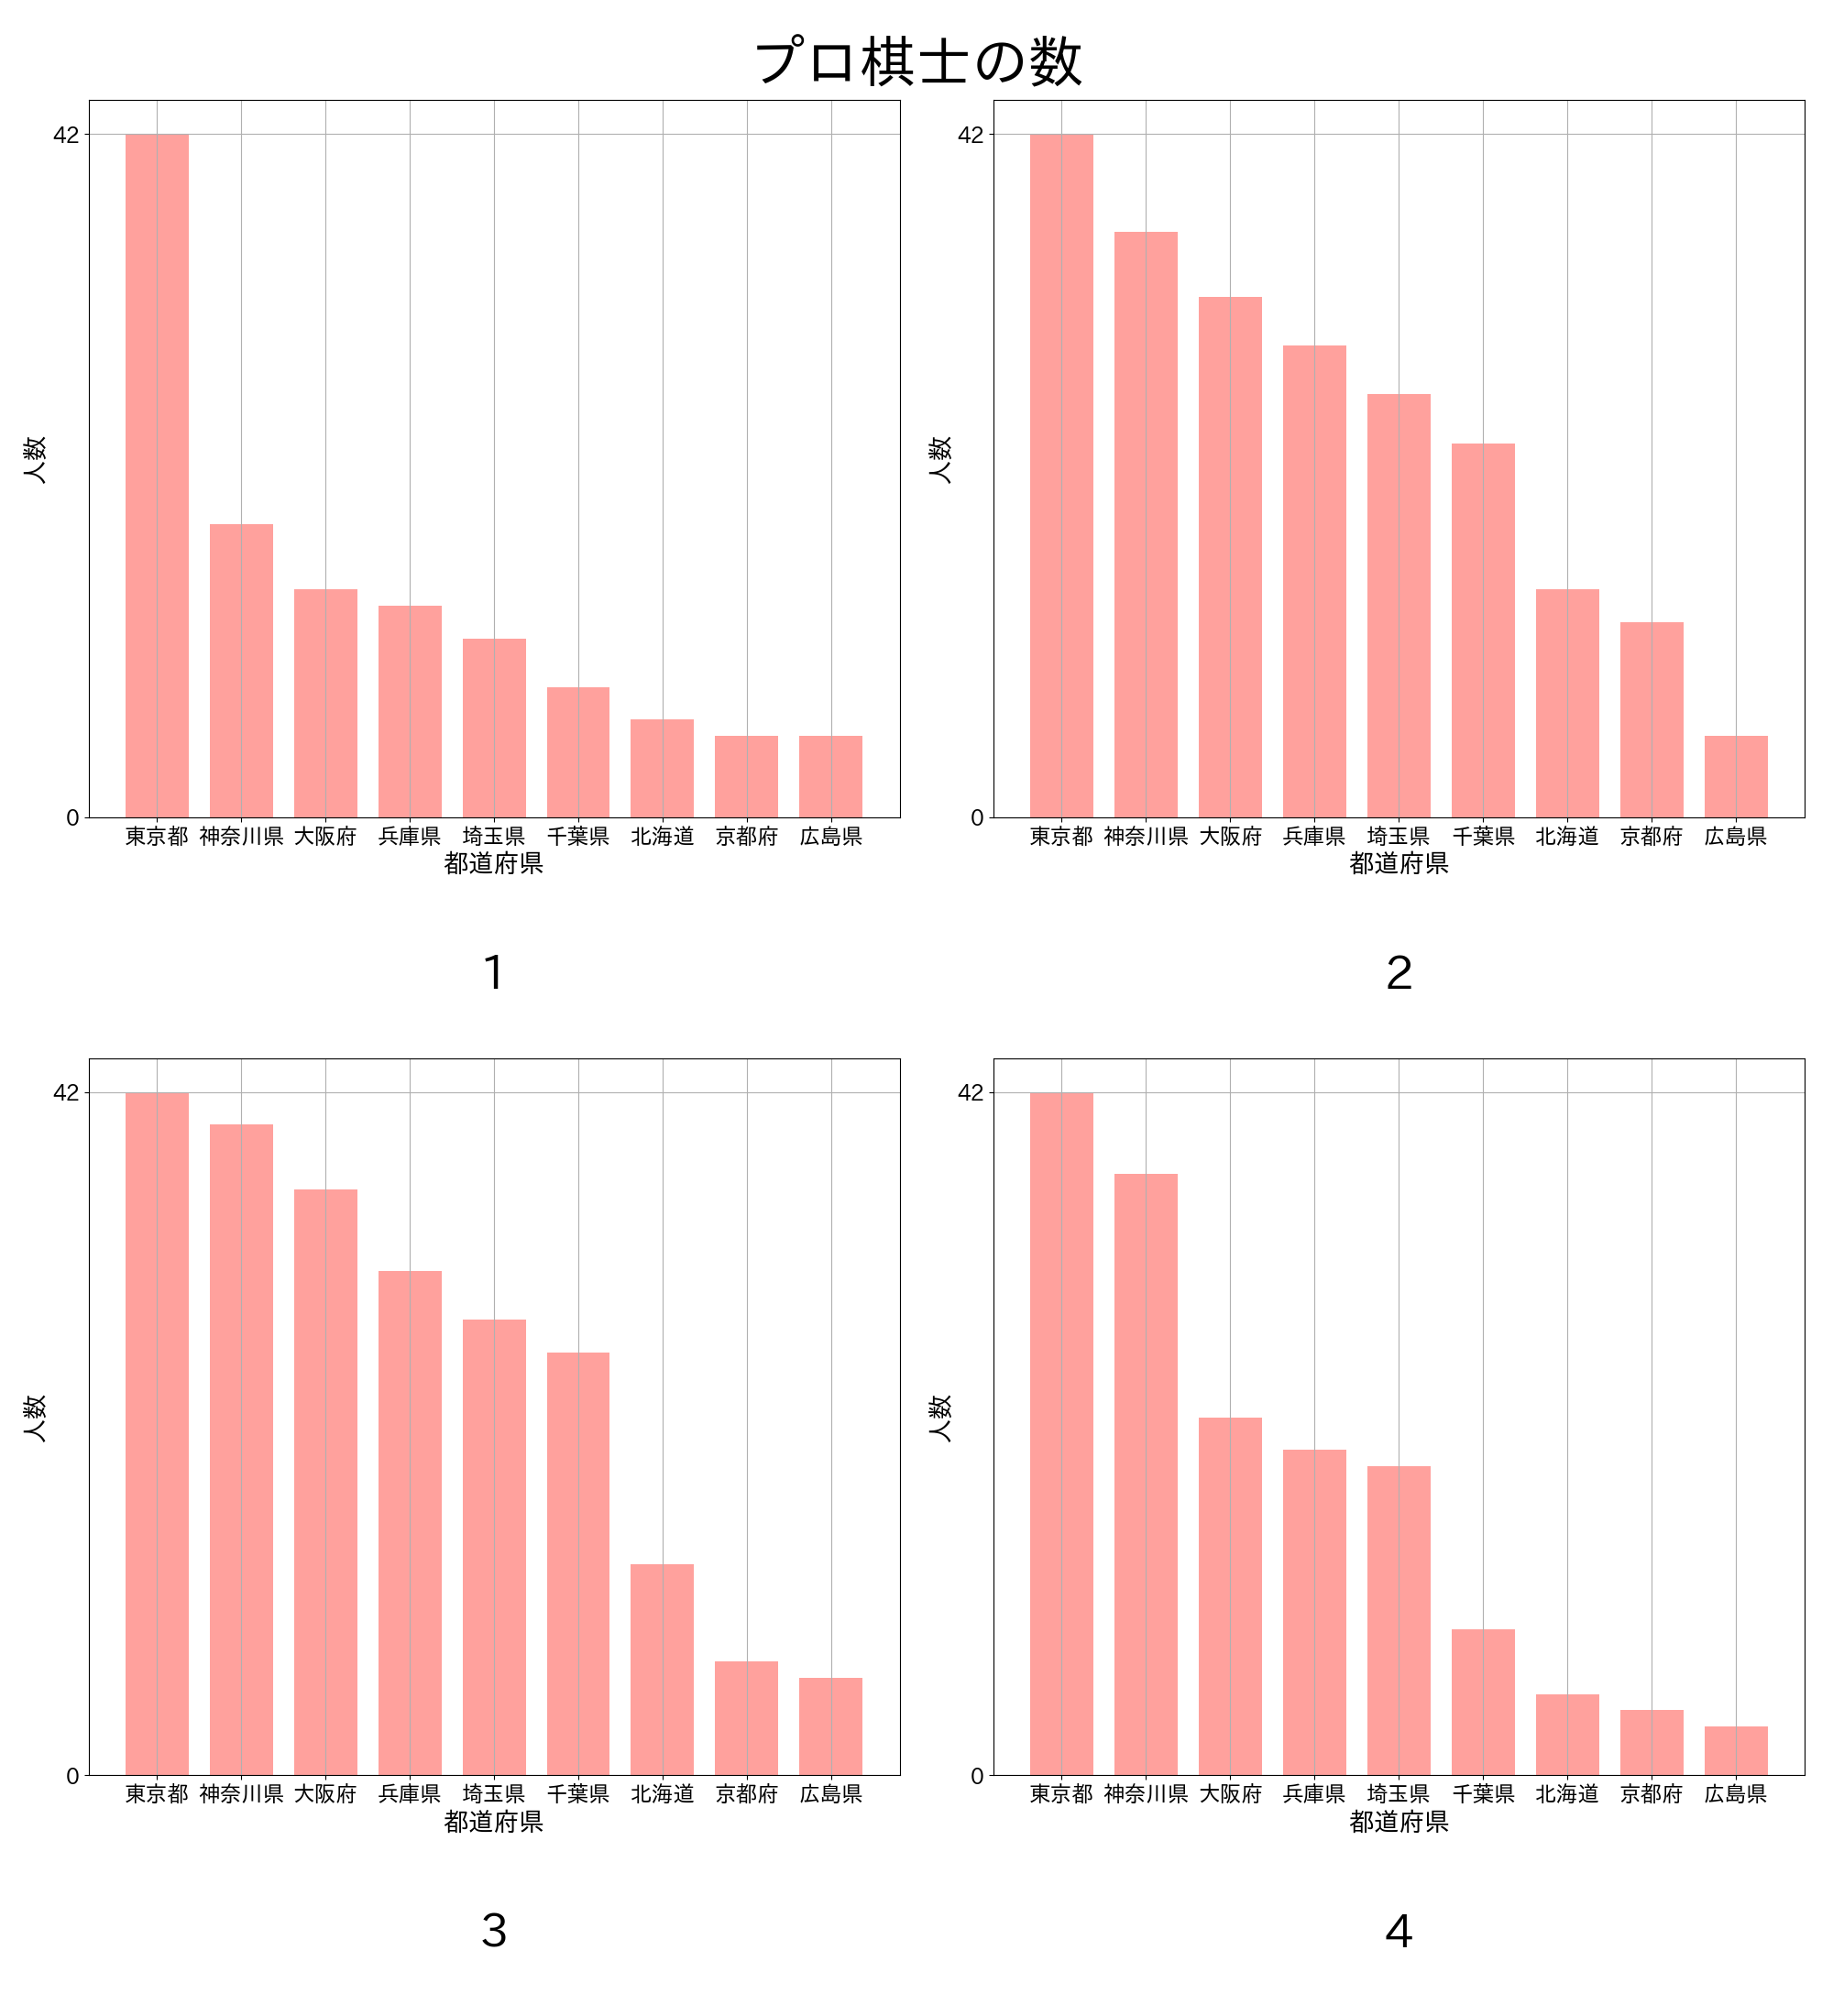 プロ棋士の数
42
0
人数
東京都 神奈川県 大阪府 兵庫県 埼玉県 千葉県 北海道 京都府 広島県
都道府県
1
42
0
人数
東京都 神奈川県 大阪府 兵庫県 埼玉県 千葉県 北海道 京都府 広島県
都道府県
2
42
0
人数
東京都 神奈川県 大阪府 兵庫県 埼玉県 千葉県 北海道 京都府 広島県
都道府県
3
42
0
人数
東京都 神奈川県 大阪府 兵庫県 埼玉県 千葉県 北海道 京都府 広島県
都道府県
4